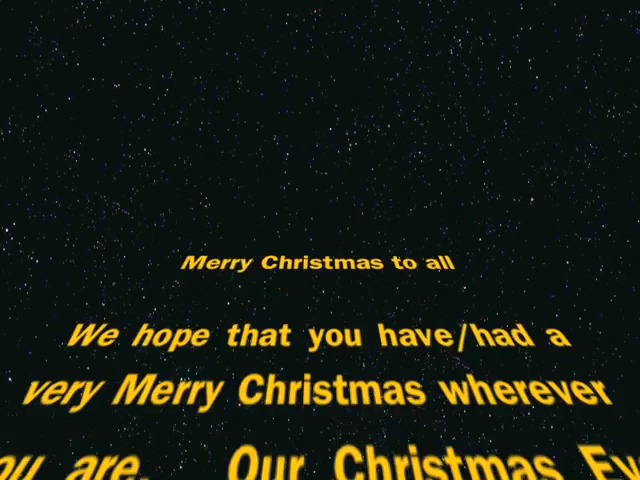 Merry Christmas to all
We hope that you have/had a
very Merry Christmas wherever
are. Our Christmas